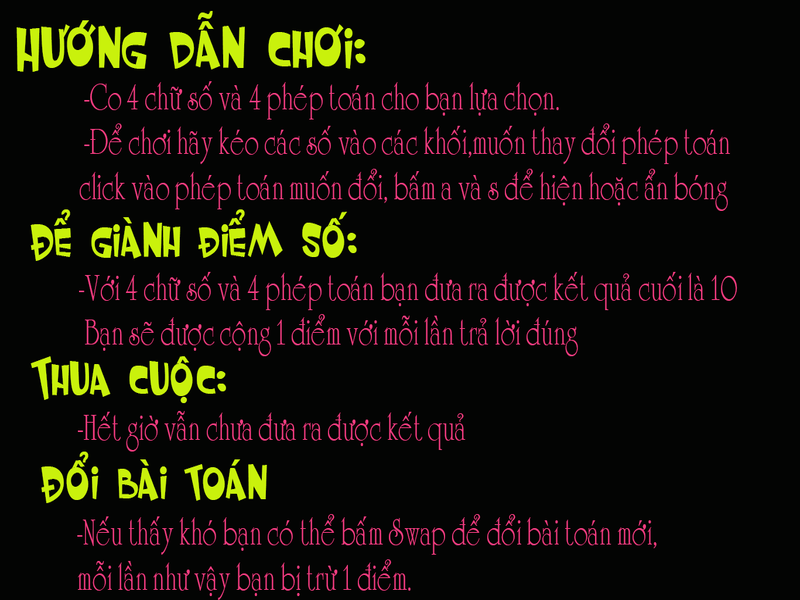 HƯỚNG DẪN CHƠI:
-Co 4 chữ số và 4 phép toán cho bạn lựa chọn.
-Để chơi hãy kéo các số vào các khối,muốn thay đổi phép toán
click vào phép toán muốn đổi, bấm a và s để hiện hoặc ẩn bóng
ĐỂ GIÀNH ĐIỂM SỐ:
-Với 4 chữ số và 4 phép toán bạn đưa ra được kết quả cuối là 10
Bạn sẽ được cộng 1 điểm với mỗi lần trả lời đúng
THUA CUỘC:
-Hết giờ vẫn chưa đưa ra được kết quả
ĐỔI BÀI TOÁN
-Nếu thấy khó bạn có thể bấm Swap để đổi bài toán mới,
mỗi lần như vậy bạn bị trừ 1 điểm.